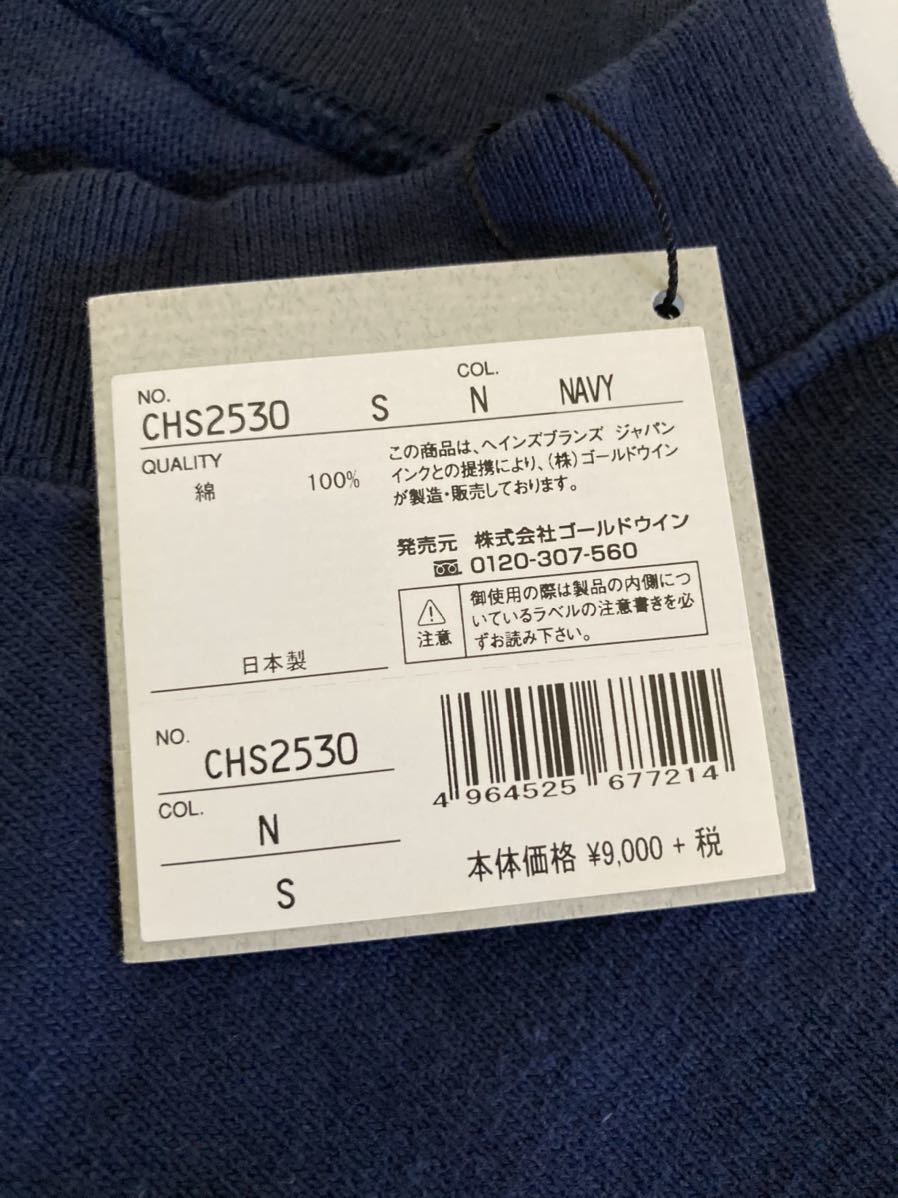 NO.
CHS2530 S
COL.
N NAVY
QUALITY
綿 100%
この商品は、ヘインズブランズ ジャパン
インクとの提携により、(株)ゴールドウイン
が製造・販売しております。
発売元 株式会社ゴールドウイン
0120-307-560
注意
御使用の際は製品の内側につ
いているラベルの注意書きを必
ずお読み下さい。
日本製
NO.
CHS2530
COL.
N
S
4 964525 677214
本体価格 ¥9,000 + 税